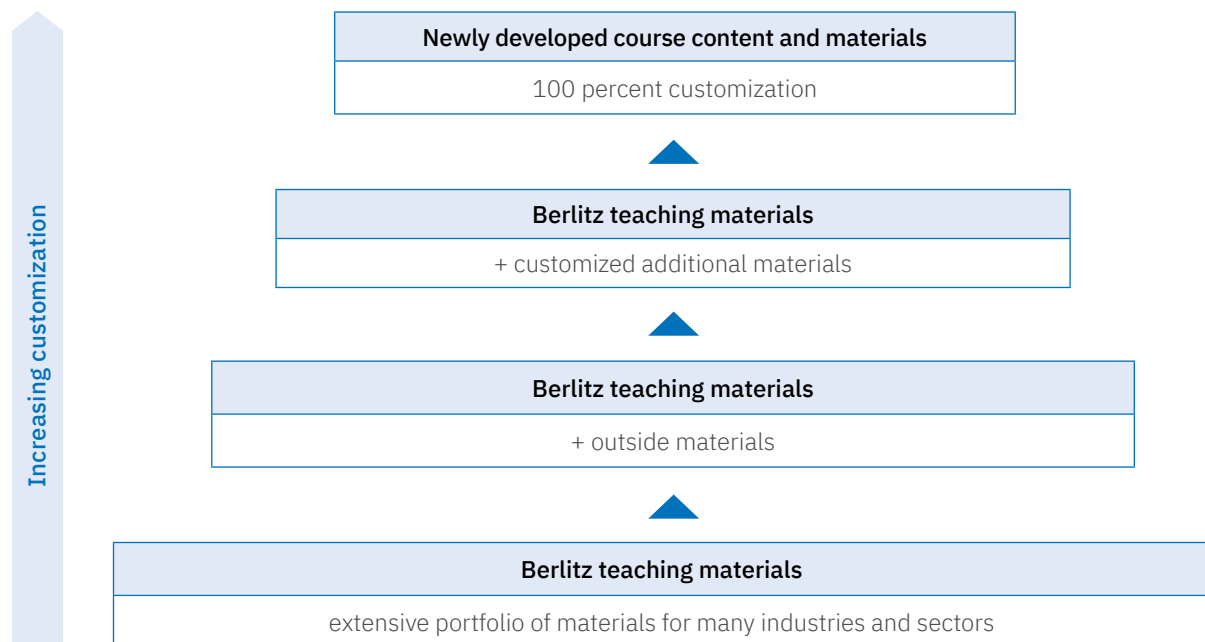 Newly developed course content and materials
100 percent customization
Berlitz teaching materials
+ customized additional materials
Berlitz teaching materials
+ outside materials
Berlitz teaching materials
extensive portfolio of materials for many industries and sectors
Increasing customization